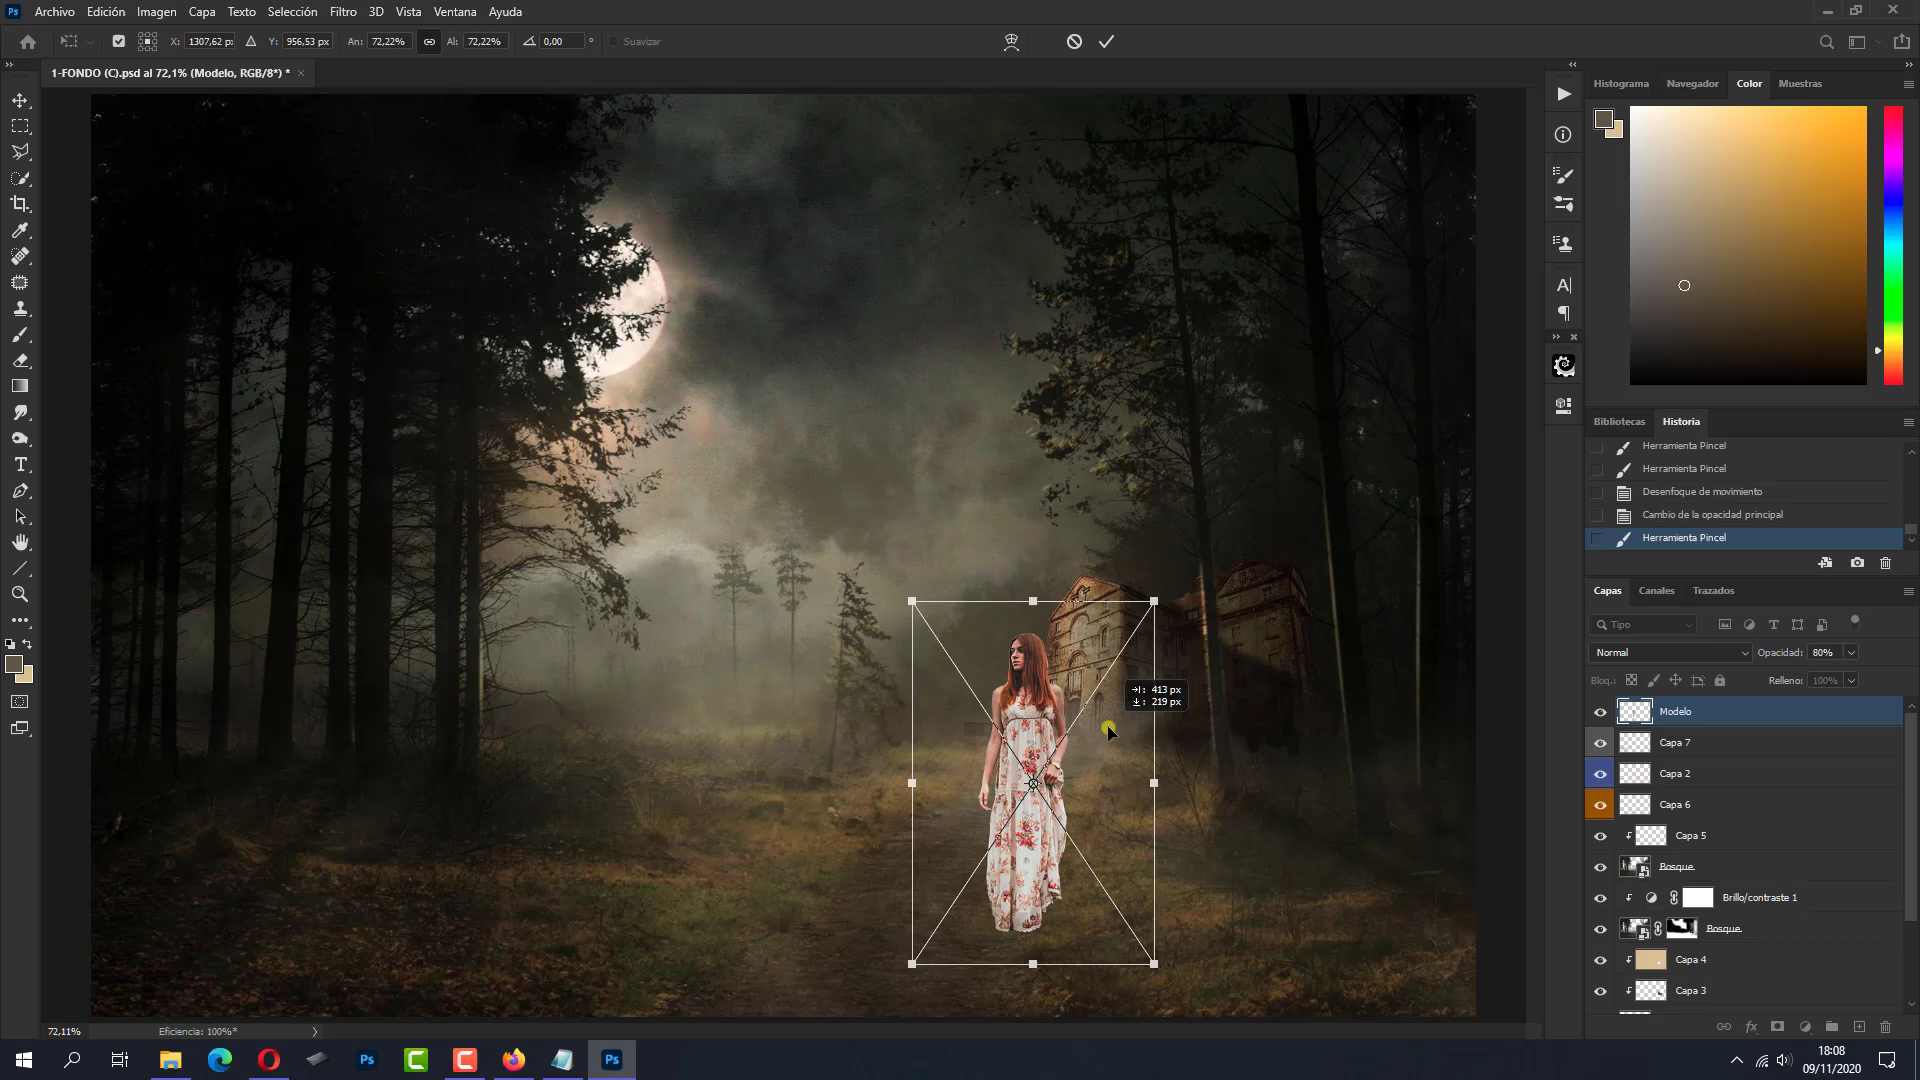 Ps Archivo Edición Imagen Capa Texto Selección Filtro 3D Vista Ventana Ayuda
X: 1307,62 p: Y: 956,53 px An: 72,22% Al: 72,22% 0,00 ° Suavizar
1-FONDO (C).psd al 72,1% (Modelo, RGB/8*) * ×
Histograma Navegador Color Muestras
Bibliotecas Historia
Herramienta Pincel
Herramienta Pincel
Desenfoque de movimiento
Cambio de la opacidad principal
Herramienta Pincel
Capas Canales Trazados
Tipo
Normal Opacidad: 80%
Bloq.: Relleno: 100%
413 px
219 px
Modelo
Capa 7
Capa 2
Capa 6
Capa 5
Bosque
Brillo/contraste 1
Bosque
Capa 4
Capa 3
72,11% Eficiencia: 100%*
fx
Ps
C
C
Ps
18:08
09/11/2020